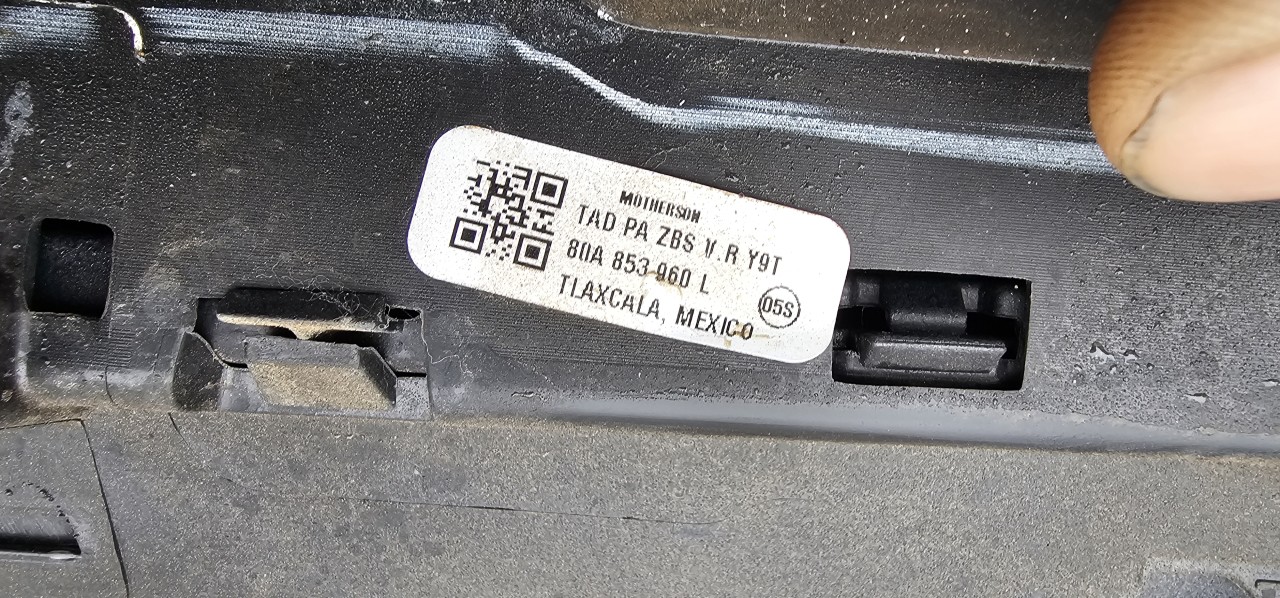 MOTHERSON
TAD PA ZBS V.R Y9T
80A 853 960 L
TLAXCALA, MEXICO
05S